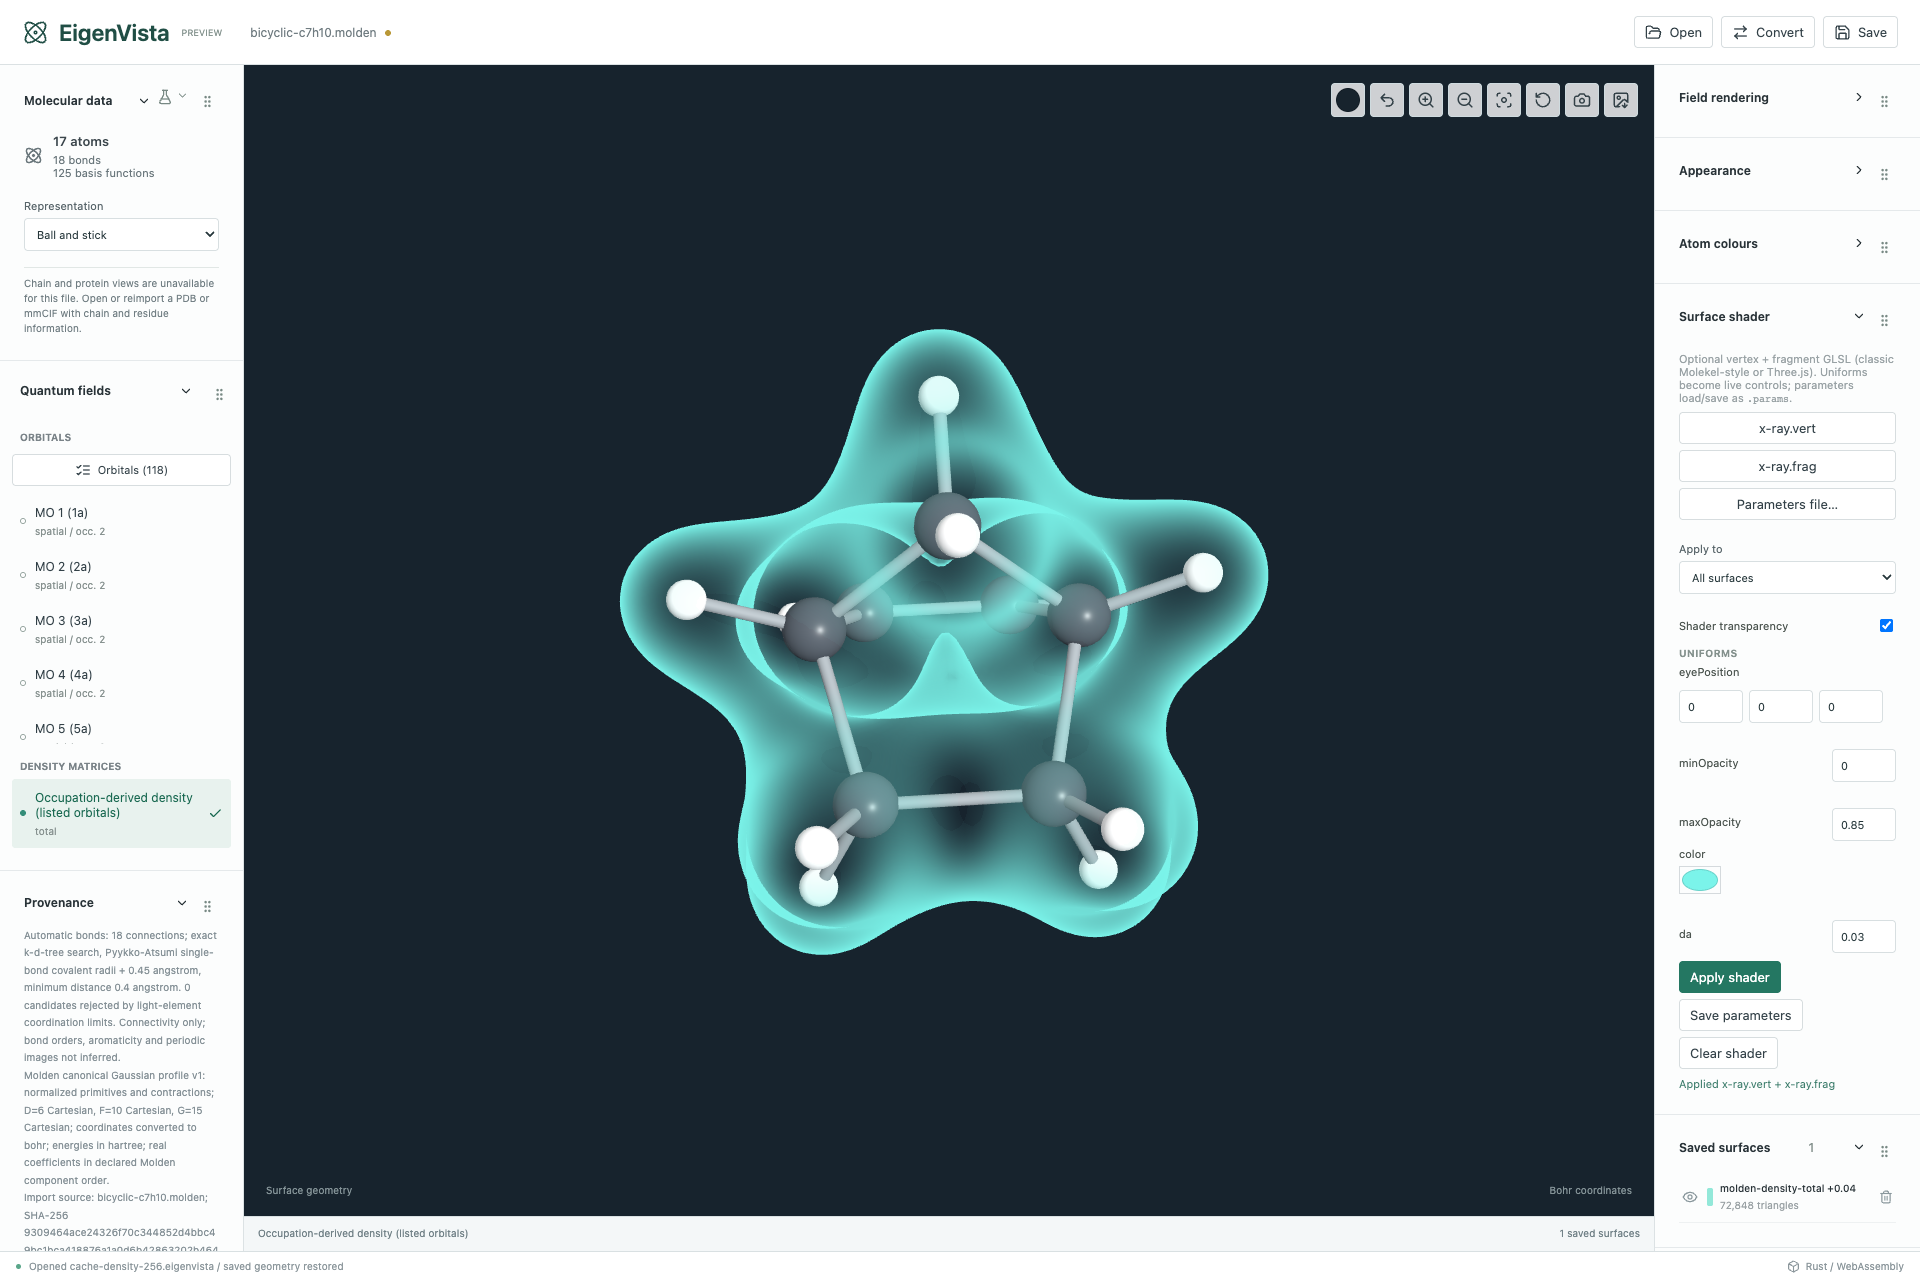 EigenVista PREVIEW bicyclic-c7h10.molden
Open Convert Save
Molecular data
17 atoms
18 bonds
125 basis functions
Representation
Ball and stick
Chain and protein views are unavailable
for this file. Open or reimport a PDB or
mmCIF with chain and residue
information.
Quantum fields
ORBITALS
Orbitals (118)
MO 1 (1a)
spatial / occ. 2
MO 2 (2a)
spatial / occ. 2
MO 3 (3a)
spatial / occ. 2
MO 4 (4a)
spatial / occ. 2
MO 5 (5a)
DENSITY MATRICES
Occupation-derived density
(listed orbitals)
total
Provenance
Automatic bonds: 18 connections; exact
k-d-tree search, Pyykko-Atsumi single-
bond covalent radii + 0.45 angstrom,
minimum distance 0.4 angstrom. 0
candidates rejected by light-element
coordination limits. Connectivity only;
bond orders, aromaticity and periodic
images not inferred.
Molden canonical Gaussian profile v1:
normalized primitives and contractions;
D=6 Cartesian, F=10 Cartesian, G=15
Cartesian; coordinates converted to
bohr; energies in hartree; real
coefficients in declared Molden
component order.
Import source: bicyclic-c7h10.molden;
SHA-256
9309464ace24326f70c344852d4bbc4
Surface geometry
Bohr coordinates
Occupation-derived density (listed orbitals)
1 saved surfaces
Field rendering
Appearance
Atom colours
Surface shader
Optional vertex + fragment GLSL (classic
Molekel-style or Three.js). Uniforms
become live controls; parameters
load/save as .params.
x-ray.vert
x-ray.frag
Parameters file...
Apply to
All surfaces
Shader transparency
UNIFORMS
eyePosition
0 0 0
minOpacity 0
maxOpacity 0.85
color
da 0.03
Apply shader
Save parameters
Clear shader
Applied x-ray.vert + x-ray.frag
Saved surfaces 1
molden-density-total +0.04
72,848 triangles
Opened cache-density-256.eigenvista / saved geometry restored
Rust / WebAssembly